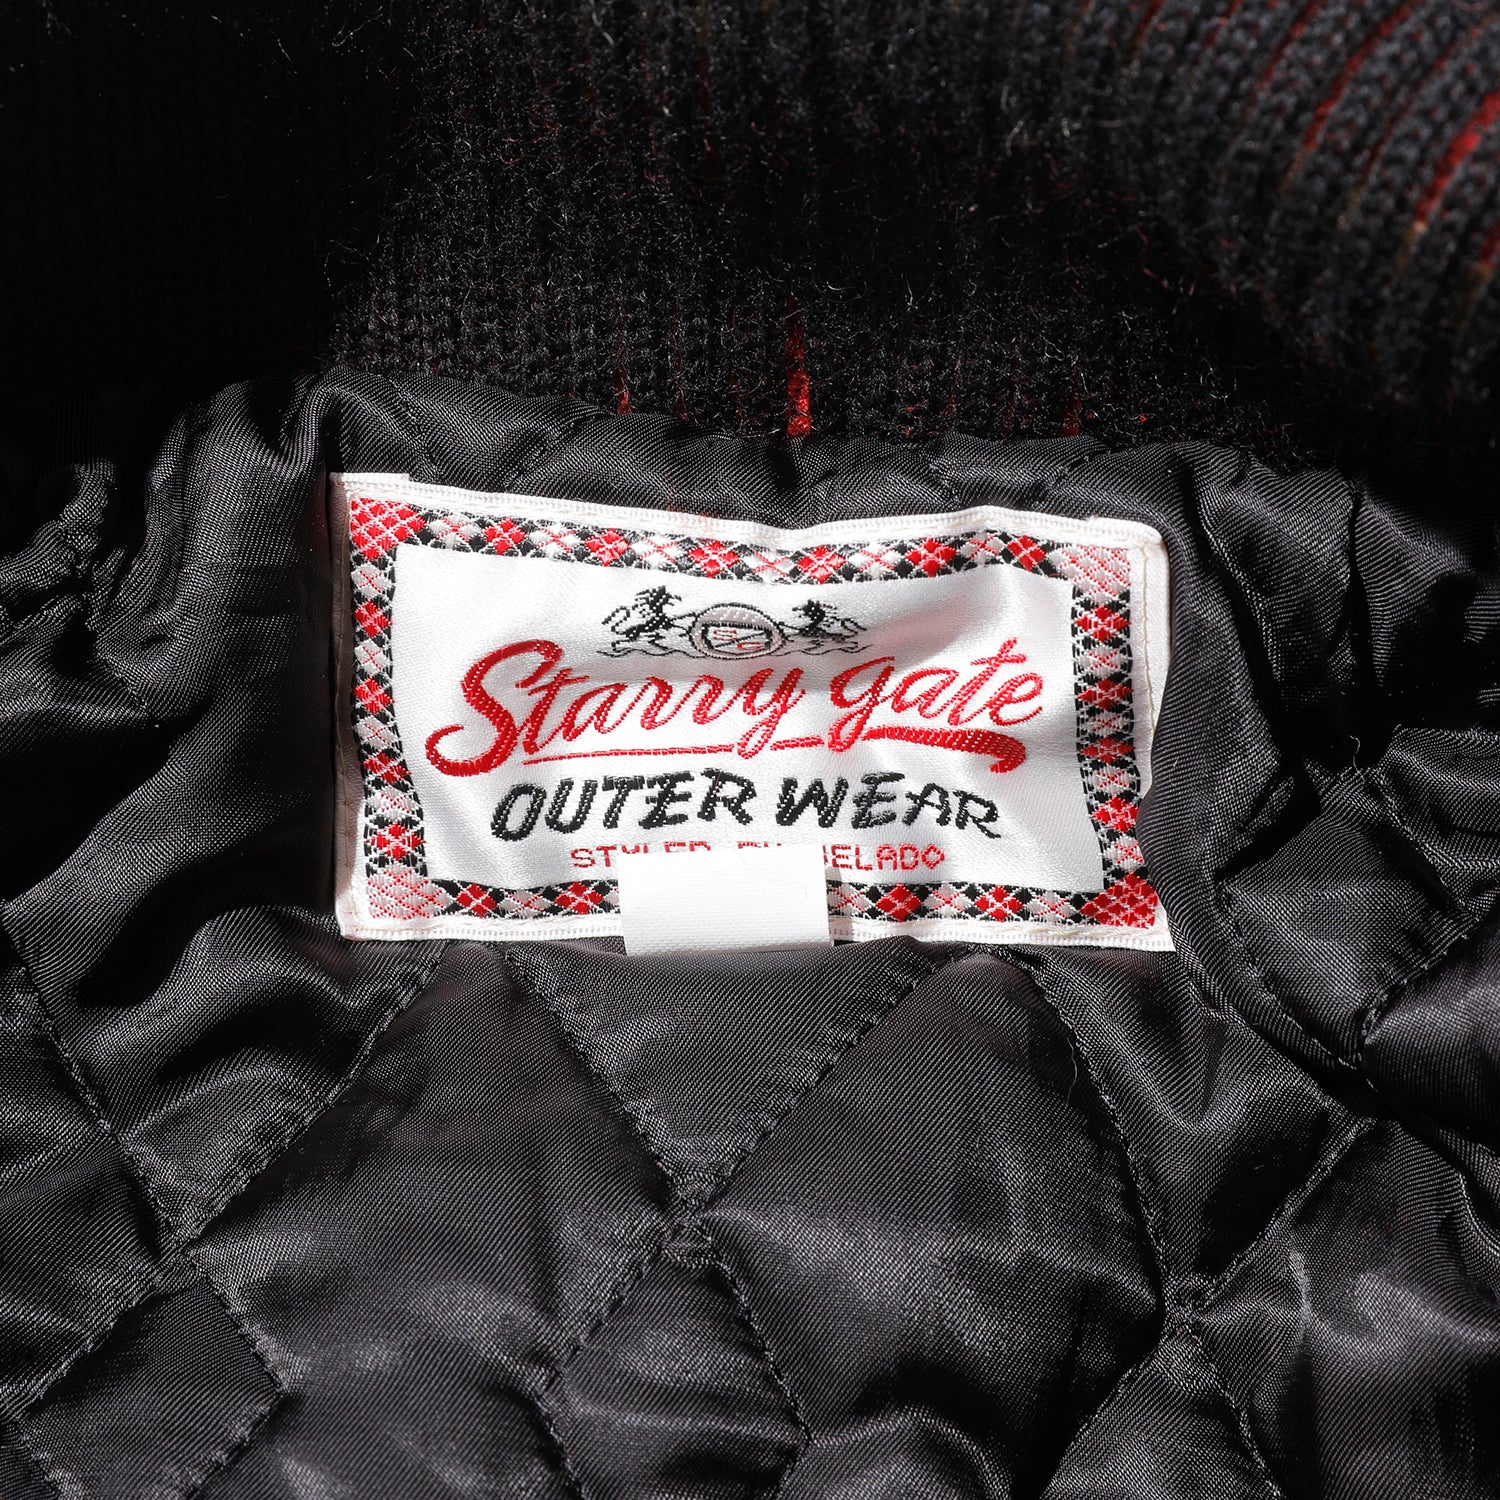 Starry gate
OUTER WEAR
STYLED